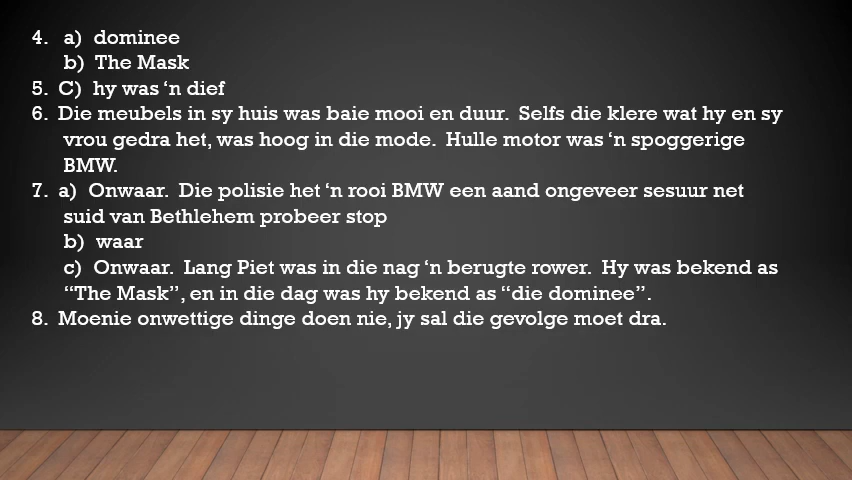 4. a) dominee
b) The Mask
5. C) hy was ‘n dief
6. Die meubels in sy huis was baie mooi en duur. Selfs die klere wat hy en sy
vrou gedra het, was hoog in die mode. Hulle motor was ‘n spoggerige
BMW.
7. a) Onwaar. Die polisie het ‘n rooi BMW een aand ongeveer sesuur net
suid van Bethlehem probeer stop
b) waar
c) Onwaar. Lang Piet was in die nag ‘n berugte rower. Hy was bekend as
“The Mask”, en in die dag was hy bekend as “die dominee”.
8. Moenie onwettige dinge doen nie, jy sal die gevolge moet dra.